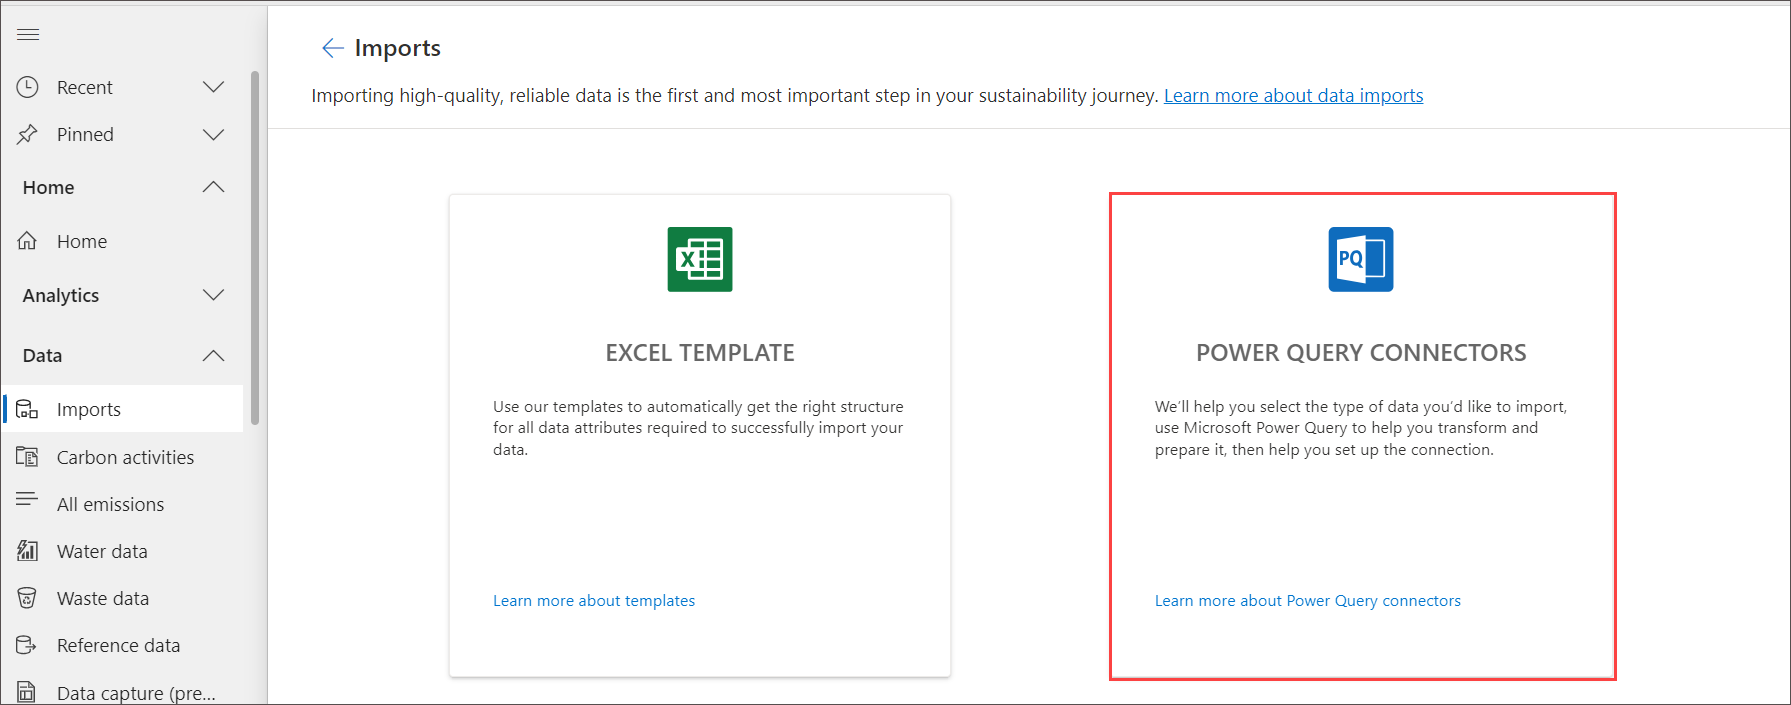 Recent
Pinned
Home
Home
Analytics
Data
Imports
Carbon activities
All emissions
Water data
Waste data
Reference data
Data capture (pre...
Imports
Importing high-quality, reliable data is the first and most important step in your sustainability journey. Learn more about data imports
X
EXCEL TEMPLATE
Use our templates to automatically get the right structure
for all data attributes required to successfully import your
data.
Learn more about templates
PQ
POWER QUERY CONNECTORS
We'll help you select the type of data you'd like to import,
use Microsoft Power Query to help you transform and
prepare it, then help you set up the connection.
Learn more about Power Query connectors